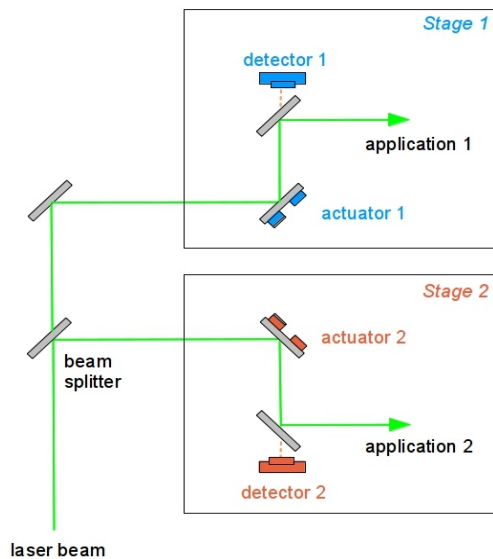 Stage 1
detector 1
application 1
actuator 1
Stage 2
actuator 2
beam
splitter
application 2
detector 2
laser beam